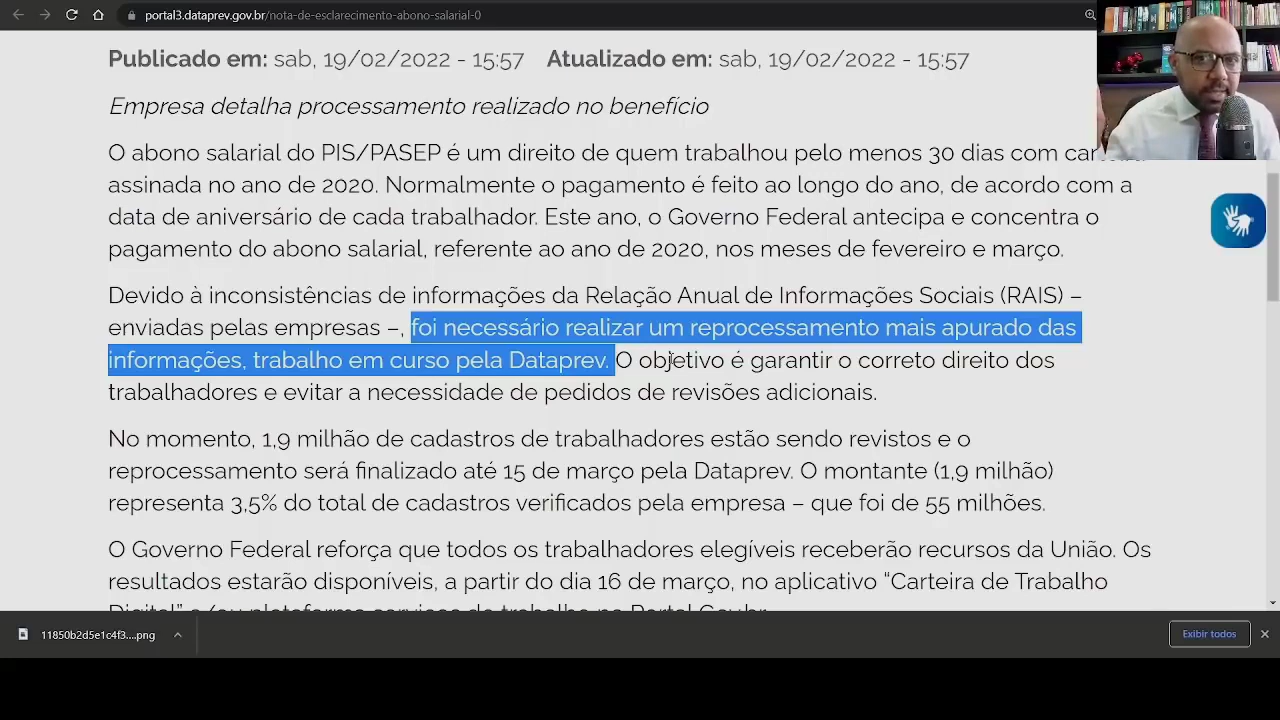 portal3.dataprev.gov.br/nota-de-esclarecimento-abono-salarial-0
Publicado em: sab, 19/02/2022 - 15:57 Atualizado em: sab, 19/02/2022 - 15:57
Empresa detalha processamento realizado no benefício
O abono salarial do PIS/PASEP é um direito de quem trabalhou pelo menos 30 dias com
assinada no ano de 2020. Normalmente o pagamento é feito ao longo do ano, de acordo com a
data de aniversário de cada trabalhador. Este ano, o Governo Federal antecipa e concentra o
pagamento do abono salarial, referente ao ano de 2020, nos meses de fevereiro e março.
Devido à inconsistências de informações da Relação Anual de Informações Sociais (RAIS) –
enviadas pelas empresas –, foi necessário realizar um reprocessamento mais apurado das
informações, trabalho em curso pela Dataprev. O objetivo é garantir o correto direito dos
trabalhadores e evitar a necessidade de pedidos de revisões adicionais.
No momento, 1,9 milhão de cadastros de trabalhadores estão sendo revistos e o
reprocessamento será finalizado até 15 de março pela Dataprev. O montante (1,9 milhão)
representa 3,5% do total de cadastros verificados pela empresa – que foi de 55 milhões.
O Governo Federal reforça que todos os trabalhadores elegíveis receberão recursos da União. Os
resultados estarão disponíveis, a partir do dia 16 de março, no aplicativo “Carteira de Trabalho
Digital” e/ou plataforma serviços do trabalho no Portal Gov.br
11850b2d5e1c4f3....png
Exibir todos